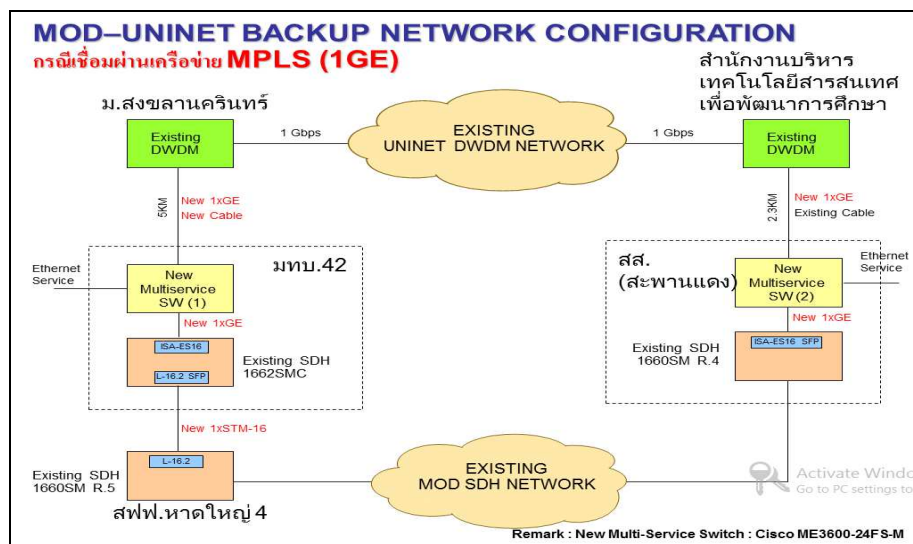 MOD–UNINET BACKUP NETWORK CONFIGURATION
กรณีเชื่อมผ่านเครือข่าย MPLS (1GE)
สำนักงานบริหาร
เทคโนโลยีสารสนเทศ
เพื่อพัฒนาการศึกษา
ม.สงขลานครินทร์
Existing
DWDM
1 Gbps
EXISTING
UNINET DWDM NETWORK
1 Gbps
Existing
DWDM
5KM
New 1xGE
New Cable
2.3KM
New 1xGE
Existing Cable
Ethernet
Service
New
Multiservice
SW (1)
มทบ.42
สส.
(สะพานแดง)
New
Multiservice
SW(2)
Ethernet
Service
New 1xGE
New 1xGE
ISA-ES16
L-16.2 SFP
Existing SDH
1662SMC
Existing SDH
1660SM R.4
ISA-ES16 SFP
New 1xSTM-16
Existing SDH
1660SM R.5
L-16.2
EXISTING
MOD SDH NETWORK
สฟฟ.หาดใหญ่ 4
Activate Windo
Go to PC settings to
Remark : New Multi-Service Switch : Cisco ME3600-24FS-M